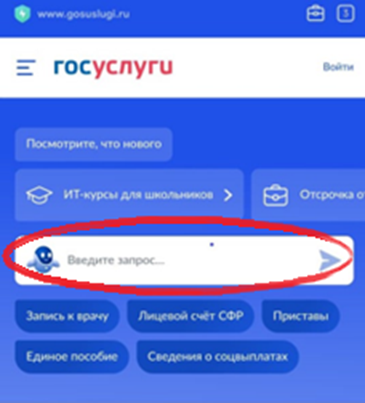 www.gosuslugi.ru
3
госуслуги
Войти
Посмотрите, что нового
ИТ-курсы для школьников
Отсрочка о
Введите запрос...
Запись к врачу
Лицевой счёт СФР
Приставы
Единое пособие
Сведения о соцвыплатах